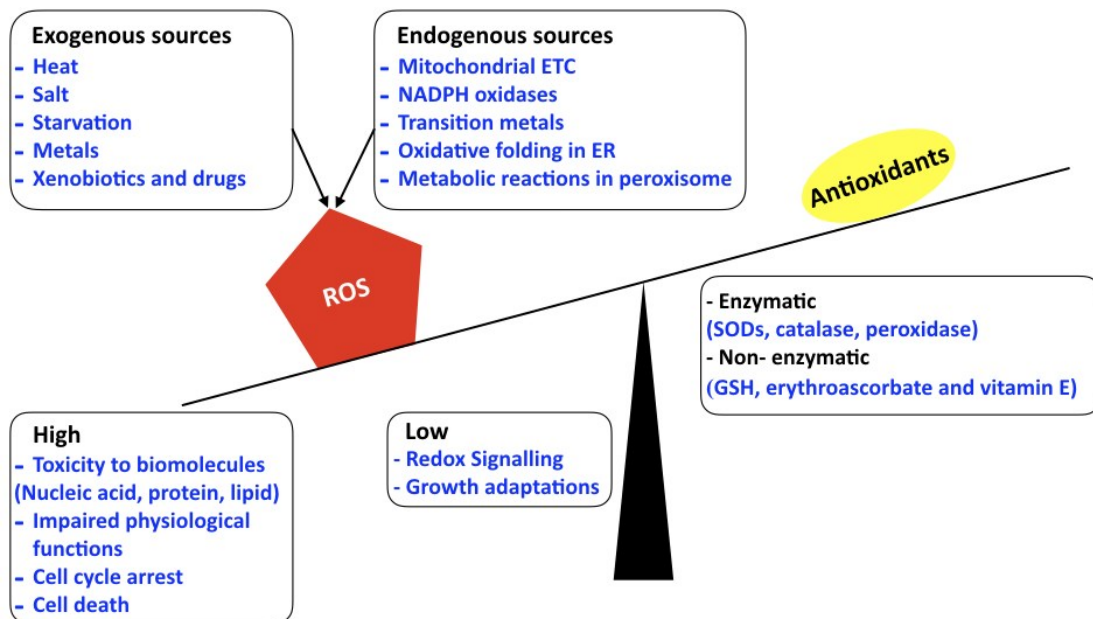 Exogenous sources
- Heat
- Salt
- Starvation
- Metals
- Xenobiotics and drugs
Endogenous sources
- Mitochondrial ETC
- NADPH oxidases
- Transition metals
- Oxidative folding in ER
- Metabolic reactions in peroxisome
Antioxidants
ROS
- Enzymatic
(SODs, catalase, peroxidase)
- Non- enzymatic
(GSH, erythroascorbate and vitamin E)
High
- Toxicity to biomolecules
(Nucleic acid, protein, lipid)
- Impaired physiological
functions
- Cell cycle arrest
- Cell death
Low
- Redox Signalling
- Growth adaptations